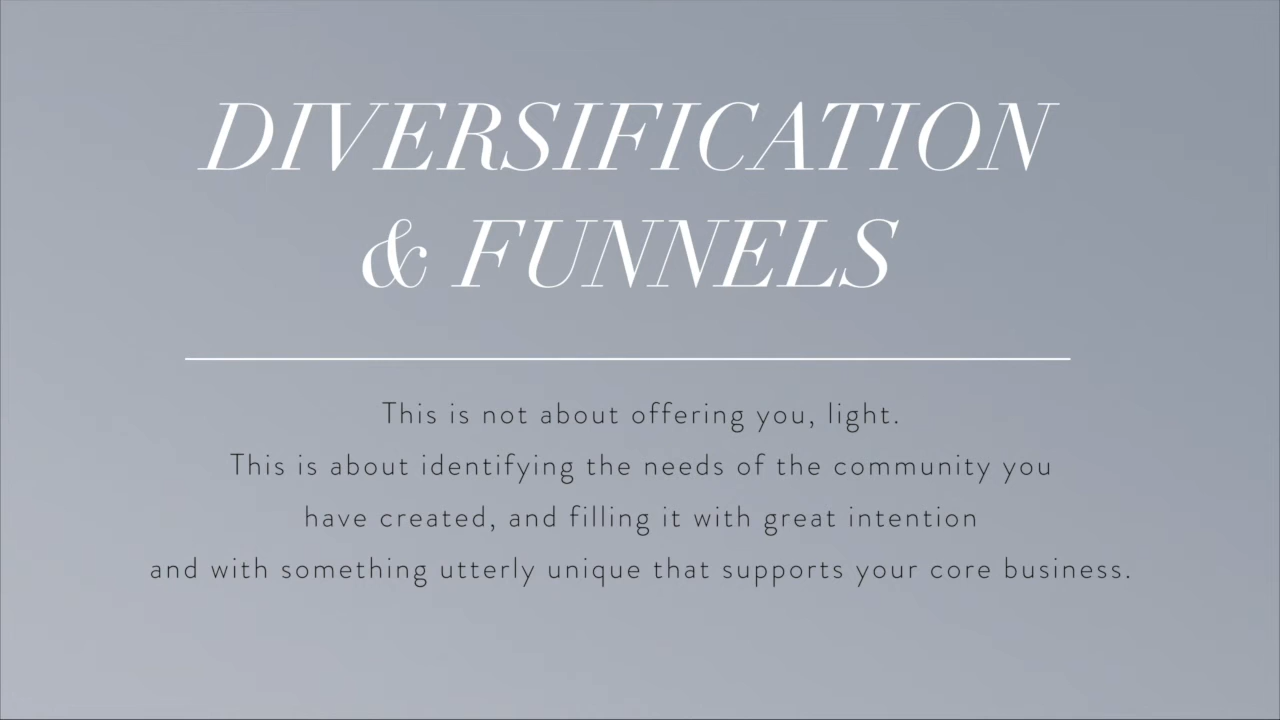 DIVERSIFICATION
& FUNNELS
This is not about offering you, light.
This is about identifying the needs of the community you
have created, and filling it with great intention
and with something utterly unique that supports your core business.